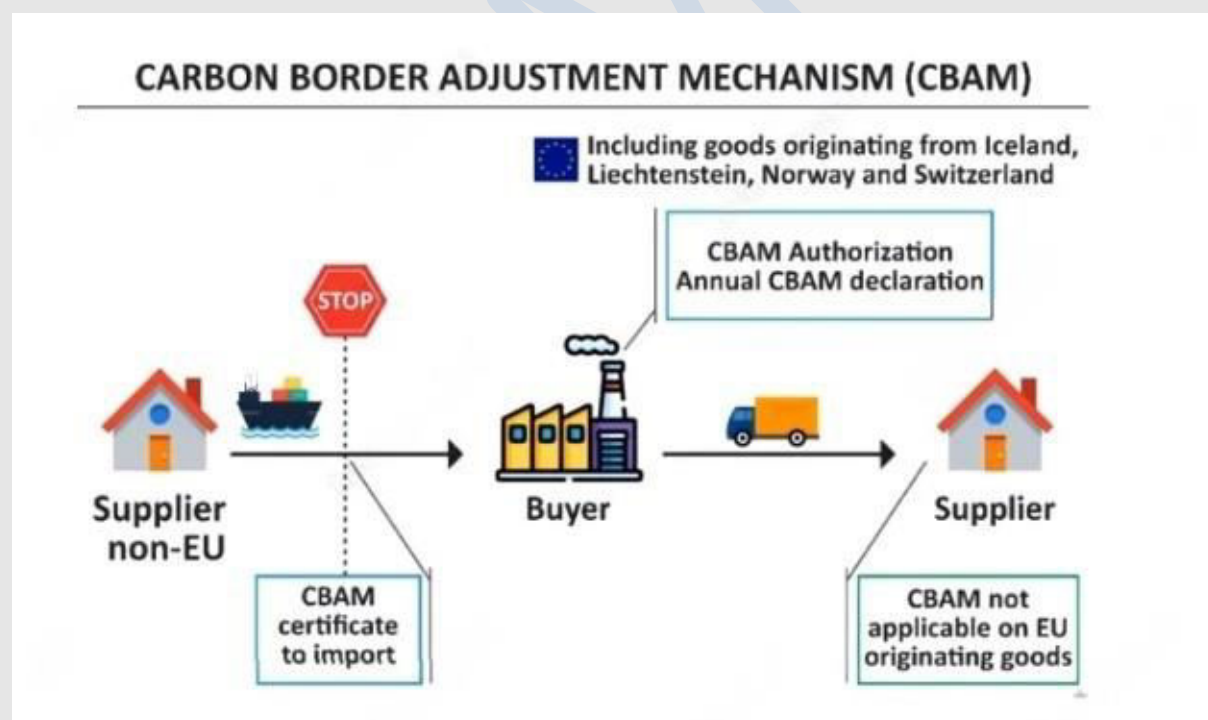 CARBON BORDER ADJUSTMENT MECHANISM (CBAM)
Including goods originating from Iceland,
Liechtenstein, Norway and Switzerland
CBAM Authorization
Annual CBAM declaration
STOP
Supplier
non-EU
Buyer
Supplier
CBAM
certificate
to import
CBAM not
applicable on EU
originating goods